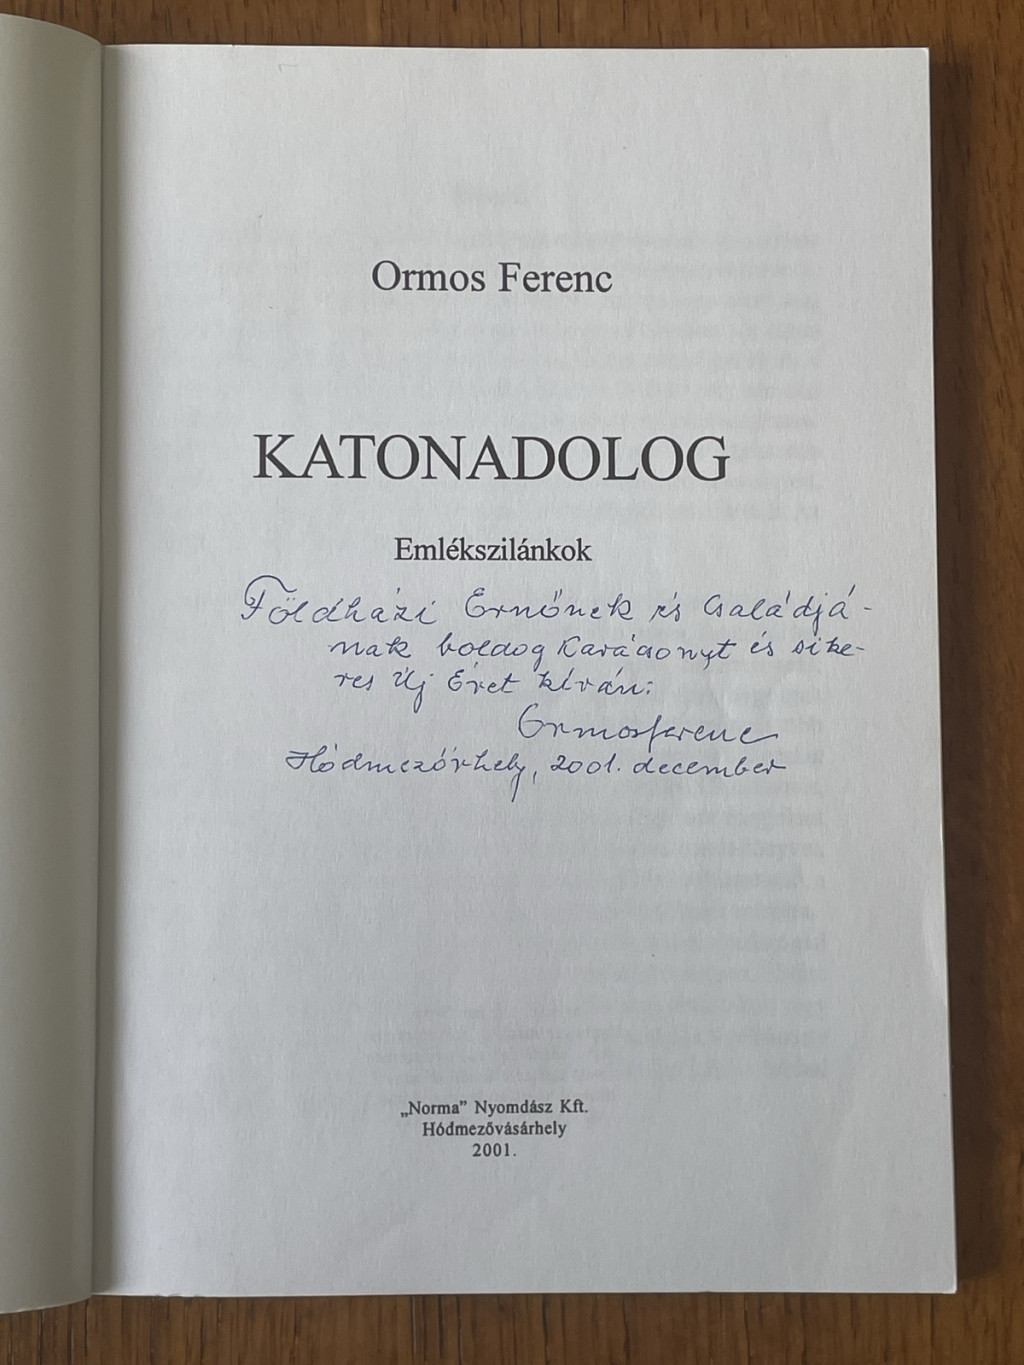 Ormos Ferenc
KATONADOLOG
Emlékszilánkok
Földházi Ernőnek és Családjá-
nak boldog Karácsonyt és sike-
res Új Évet kíván:
Ormosferenc
Hódmezővhely, 2001. december
„Norma” Nyomdász Kft.
Hódmezővásárhely
2001.